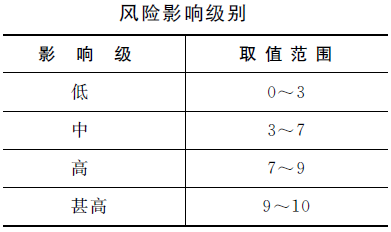 风险影响级别
影响级 取值范围
低 0～3
中 3～7
高 7～9
甚高 9～10